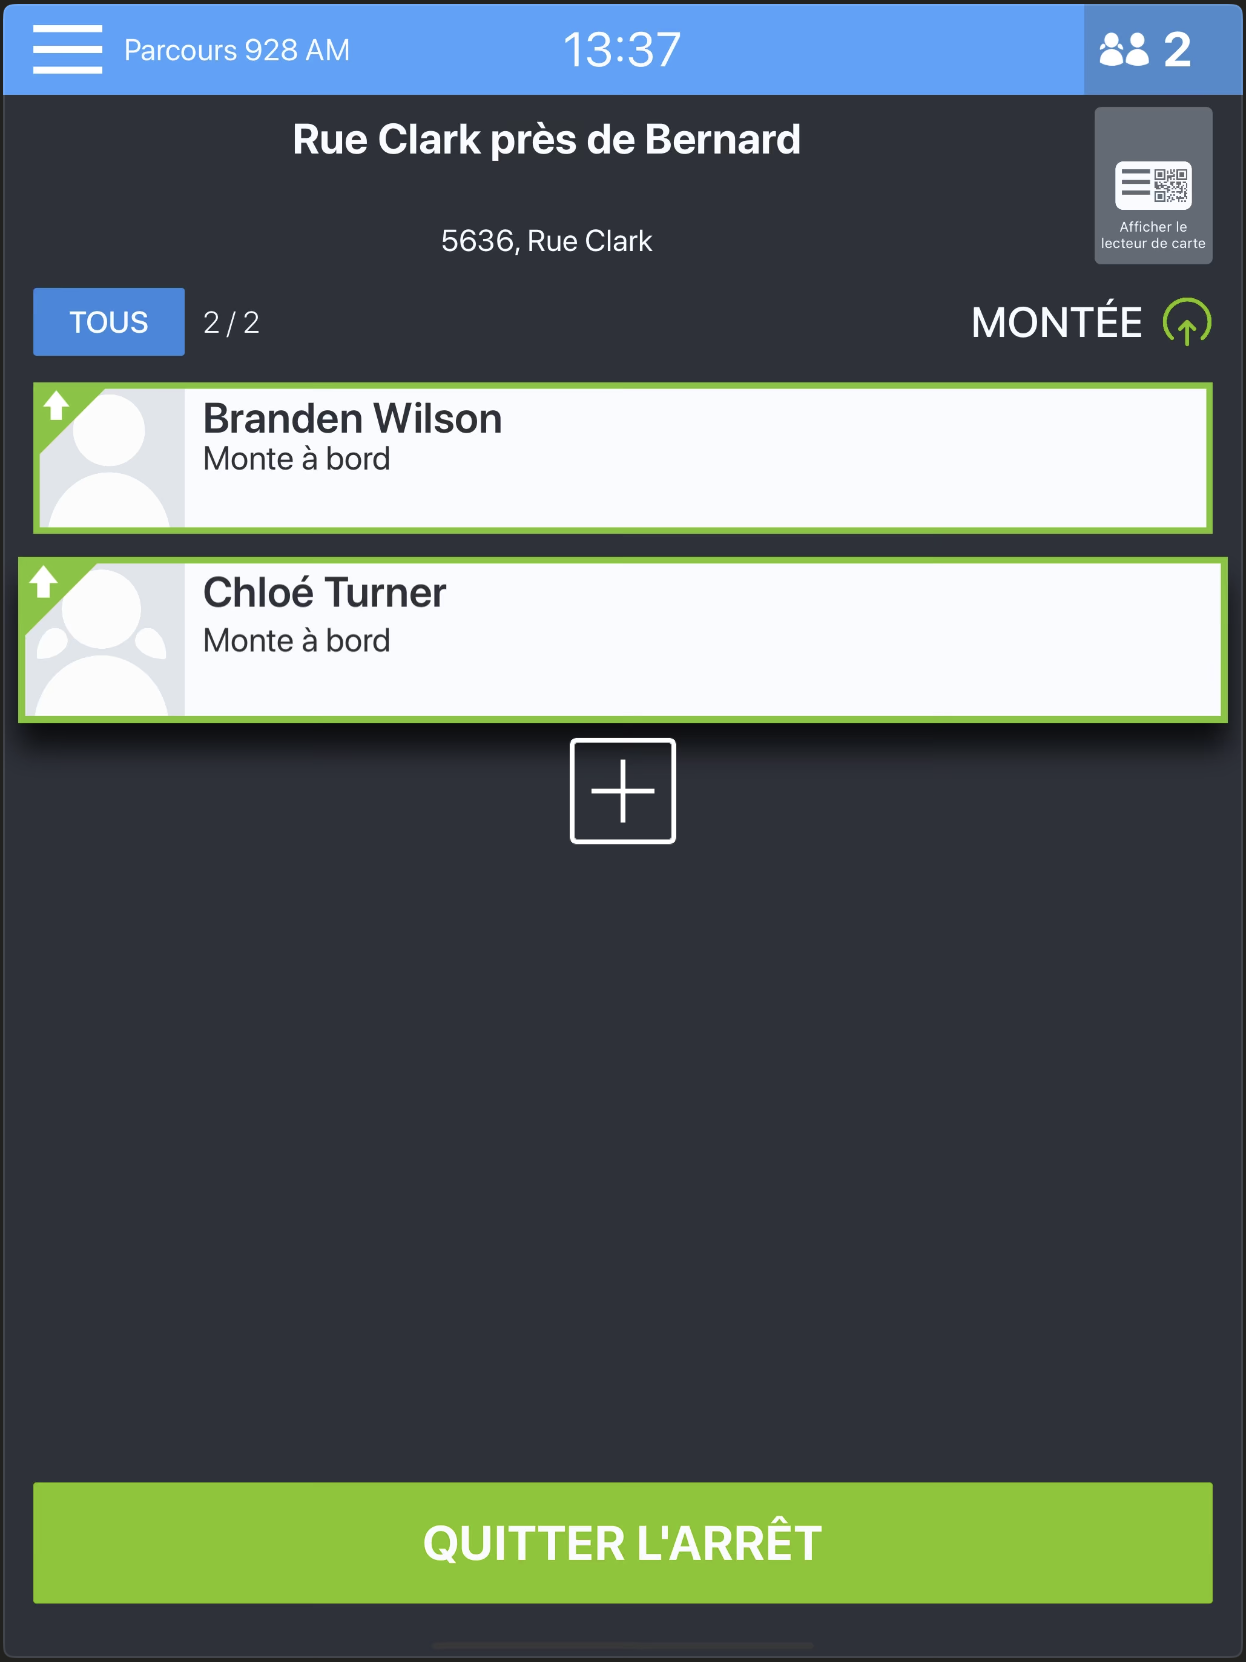 Parcours 928 AM
13:37
2
Rue Clark près de Bernard
5636, Rue Clark
Afficher le
lecteur de carte
TOUS
2 / 2
MONTÉE
Branden Wilson
Monte à bord
Chloé Turner
Monte à bord
QUITTER L'ARRÊT